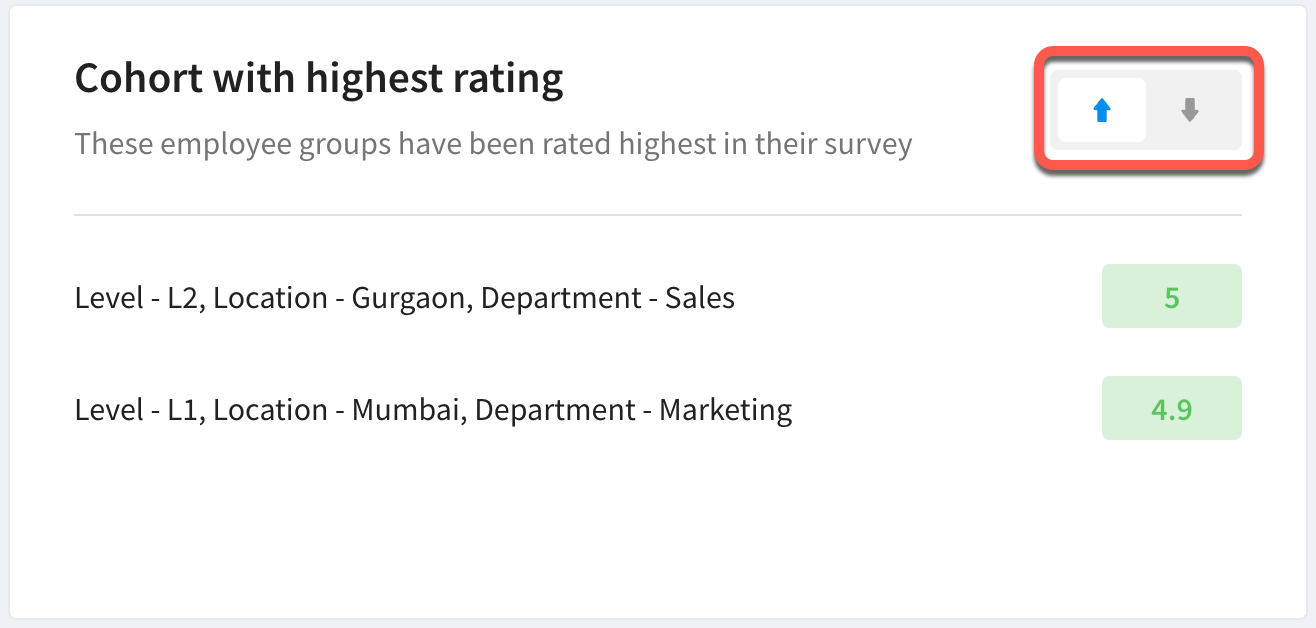 Cohort with highest rating
These employee groups have been rated highest in their survey
Level - L2, Location - Gurgaon, Department - Sales
5
Level - L1, Location - Mumbai, Department - Marketing
4.9